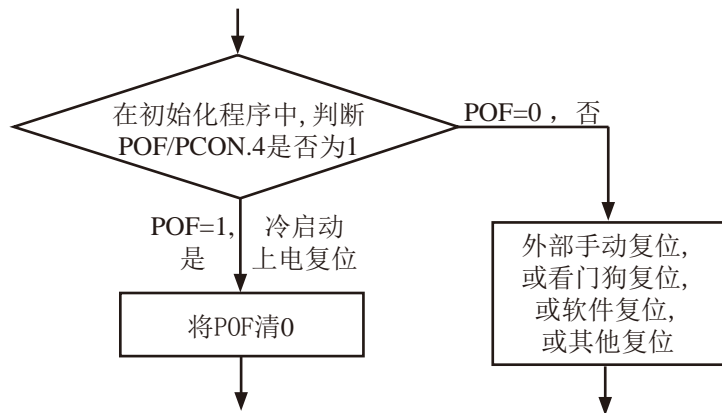 在初始化程序中, 判断
POF/PCON.4是否为1
POF=0 ， 否
POF=1,
是
冷启动
上电复位
将POF清0
外部手动复位,
或看门狗复位,
或软件复位,
或其他复位